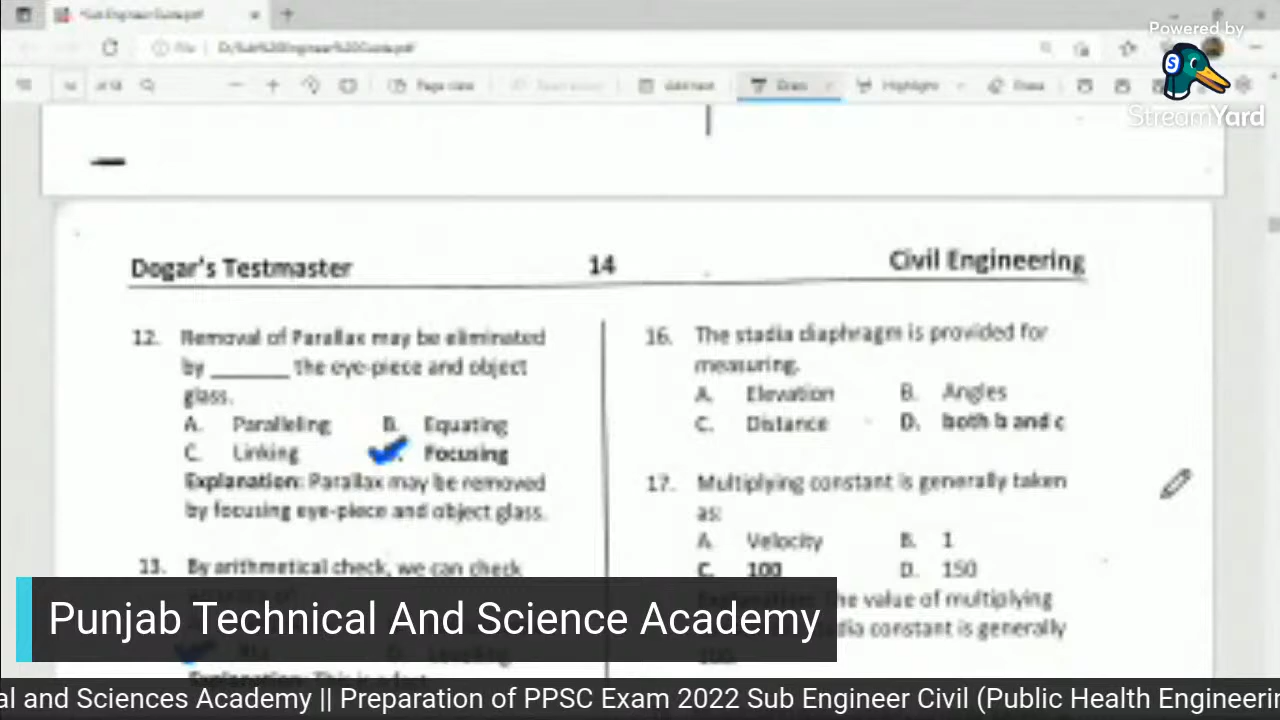 Powered by
StreamYard
Dogar's Testmaster 14 Civil Engineering
12. Removal of Parallax may be eliminated
by _______ the eye-piece and object
glass.
A. Paralleling B. Equating
C. Linking Focusing
Explanation: Parallax may be removed
by focusing eye-piece and object glass.
13. By arithmetical check, we can check
16. The stadia diaphragm is provided for
measuring.
A. Elevation B. Angles
C. Distance D. both b and c
17. Multiplying constant is generally taken
as:
A. Velocity B. 1
C. 100 D. 150
the value of multiplying
stadia constant is generally
Punjab Technical And Science Academy
al and Sciences Academy || Preparation of PPSC Exam 2022 Sub Engineer Civil (Public Health Engineerin